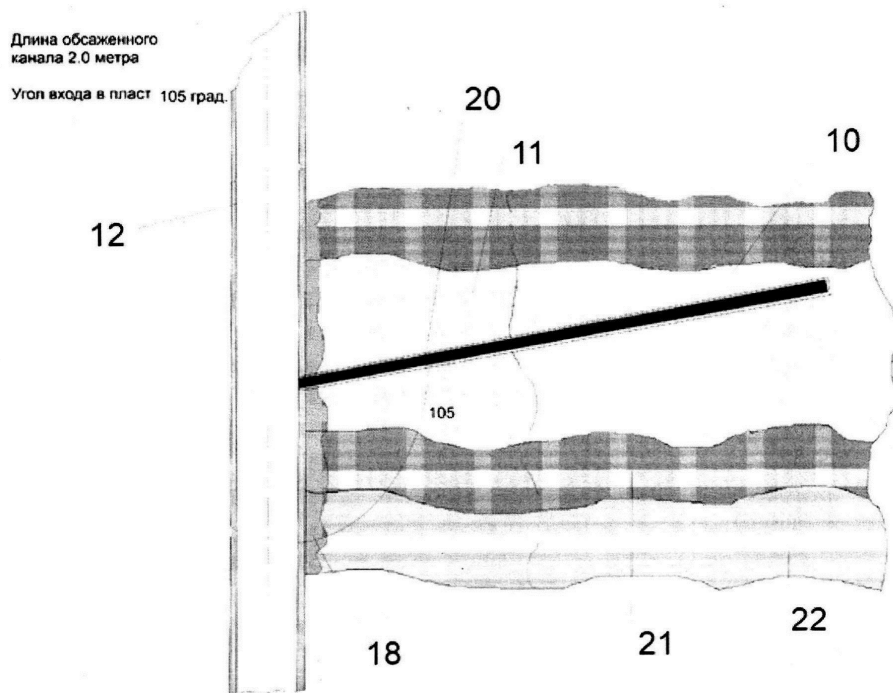 Длина обсаженного
канала 2.0 метра
Угол входа в пласт 105 град.
20
11
10
12
105
18
21
22